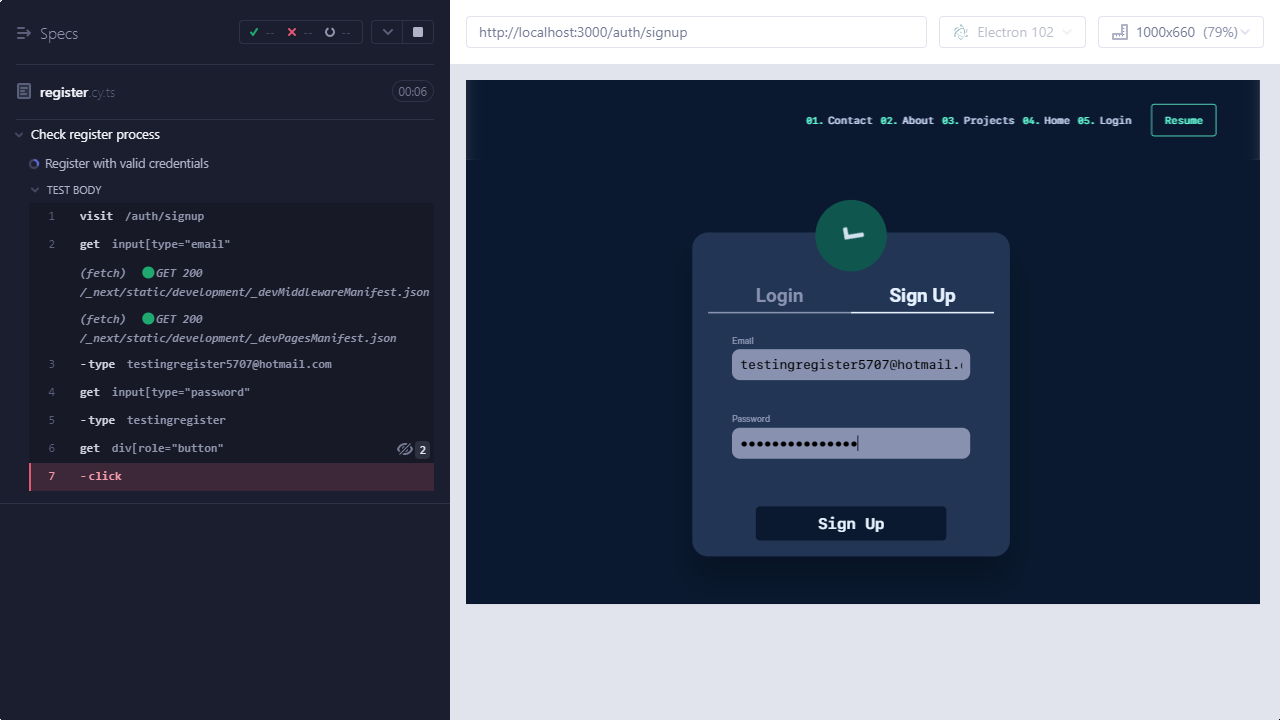 Specs
-- -- --
register.cy.ts 00:06
Check register process
Register with valid credentials
TEST BODY
1 visit /auth/signup
2 get input[type="email"
(fetch) GET 200
/_next/static/development/_devMiddlewareManifest.json
(fetch) GET 200
/_next/static/development/_devPagesManifest.json
3 -type testingregister5707@hotmail.com
4 get input[type="password"
5 -type testingregister
6 get div[role="button" 2
7 -click
http://localhost:3000/auth/signup
Electron 102
1000x660 (79%)
01. Contact 02. About 03. Projects 04. Home 05. Login Resume
Login Sign Up
Email
testingregister5707@hotmail.c
Password
•••••••••••••••
Sign Up